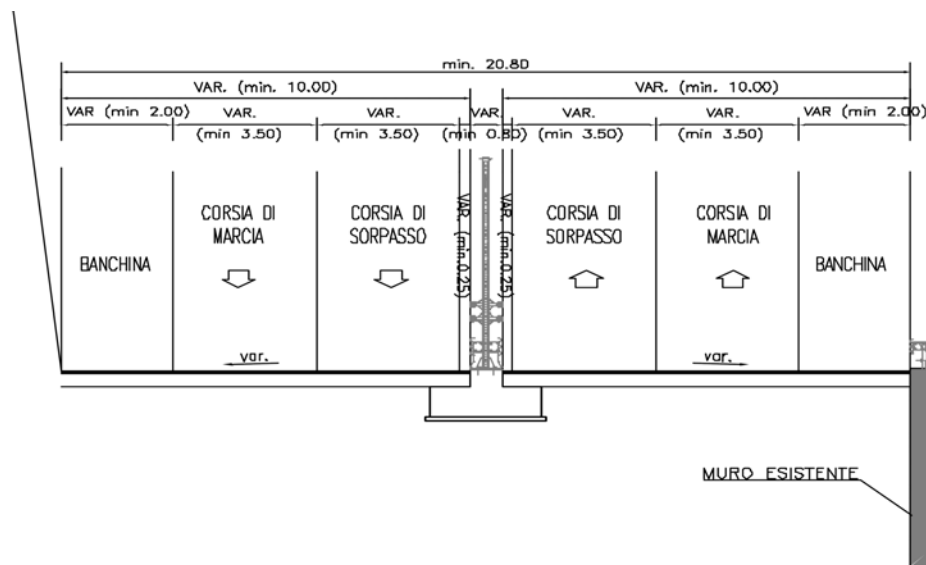 min. 20.80
VAR. (min. 10.00)
VAR. (min. 10.00)
VAR (min 2.00)
VAR.
(min 3.50)
VAR.
(min 3.50)
VAR.
(min 0.80)
VAR.
(min 3.50)
VAR.
(min 3.50)
VAR (min 2.00)
BANCHINA
CORSIA DI
MARCIA
CORSIA DI
SORPASSO
VAR.
(min.0.25)
VAR.
(min.0.25)
CORSIA DI
SORPASSO
CORSIA DI
MARCIA
BANCHINA
var.
var.
MURO ESISTENTE